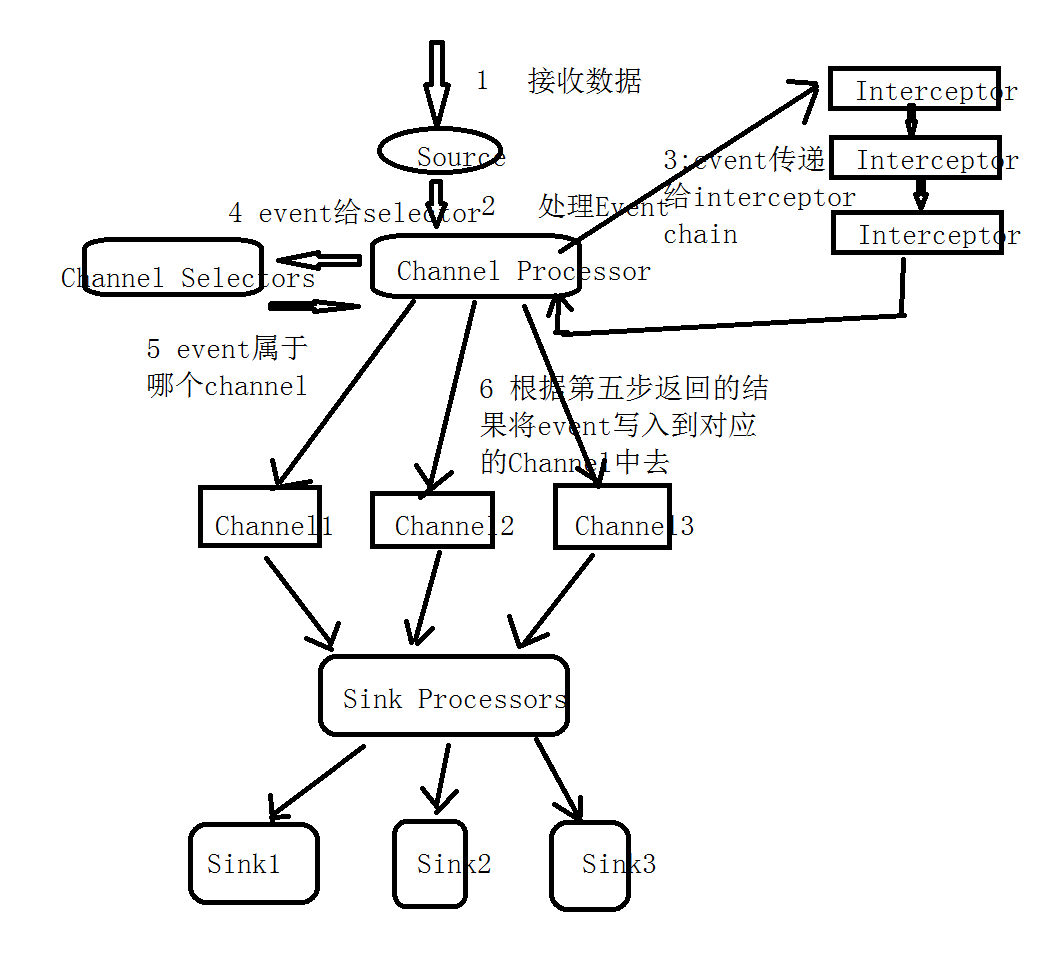 1 接收数据
Interceptor
Source
Interceptor
3:event传递
给interceptor
chain
4 event给selector
2 处理Event
Interceptor
Channel Selectors
Channel Processor
5 event属于
哪个channel
6 根据第五步返回的结
果将event写入到对应
的Channel中去
Channel1
Channel2
Channel3
Sink Processors
Sink1
Sink2
Sink3